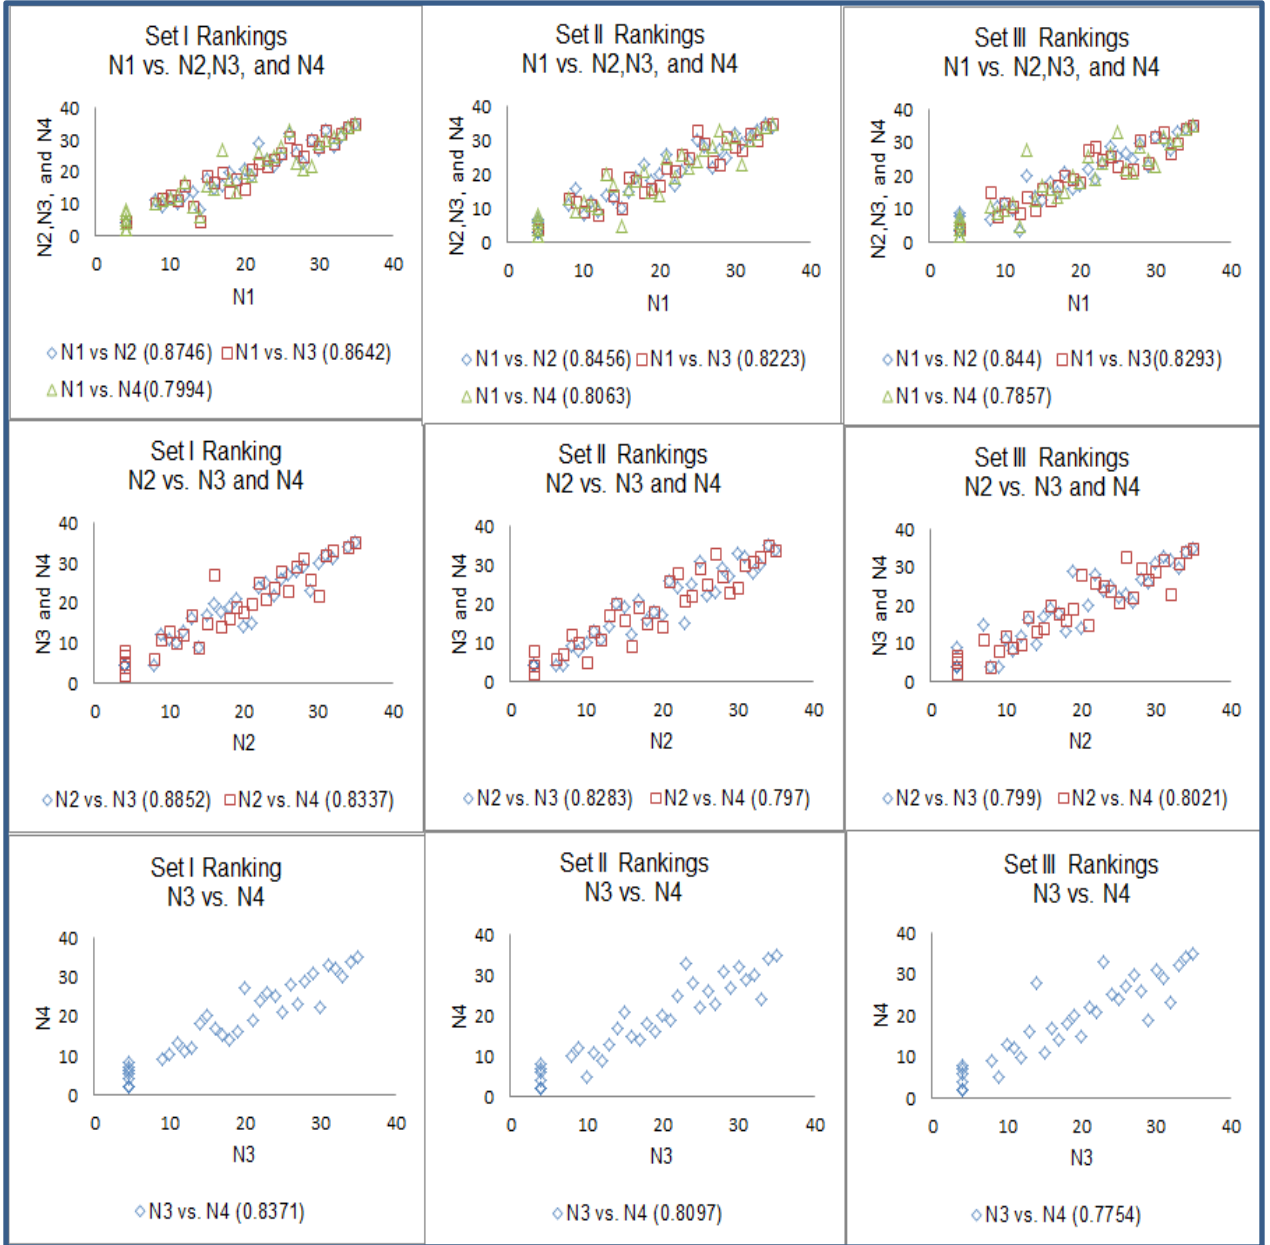 Set I Rankings
N1 vs. N2,N3, and N4
N2,N3, and N4
40
30
20
10
0
0 10 20 30 40
N1
N1 vs N2 (0.8746) N1 vs. N3 (0.8642)
N1 vs. N4(0.7994)
Set II Rankings
N1 vs. N2,N3, and N4
N2,N3, and N4
40
30
20
10
0
0 10 20 30 40
N1
N1 vs. N2 (0.8456) N1 vs. N3 (0.8223)
N1 vs. N4 (0.8063)
Set III Rankings
N1 vs. N2,N3, and N4
N2,N3, and N4
40
30
20
10
0
0 10 20 30 40
N1
N1 vs. N2 (0.844) N1 vs. N3(0.8293)
N1 vs. N4 (0.7857)
Set I Ranking
N2 vs. N3 and N4
N3 and N4
40
30
20
10
0
0 10 20 30 40
N2
N2 vs. N3 (0.8852) N2 vs. N4 (0.8337)
Set II Rankings
N2 vs. N3 and N4
N3 and N4
40
30
20
10
0
0 10 20 30 40
N2
N2 vs. N3 (0.8283) N2 vs. N4 (0.797)
Set III Rankings
N2 vs. N3 and N4
N3 and N4
40
30
20
10
0
0 10 20 30 40
N2
N2 vs. N3 (0.799) N2 vs. N4 (0.8021)
Set I Ranking
N3 vs. N4
N4
40
30
20
10
0
0 10 20 30 40
N3
N3 vs. N4 (0.8371)
Set II Rankings
N3 vs. N4
N4
40
30
20
10
0
0 10 20 30 40
N3
N3 vs. N4 (0.8097)
Set III Rankings
N3 vs. N4
N4
40
30
20
10
0
0 10 20 30 40
N3
N3 vs. N4 (0.7754)